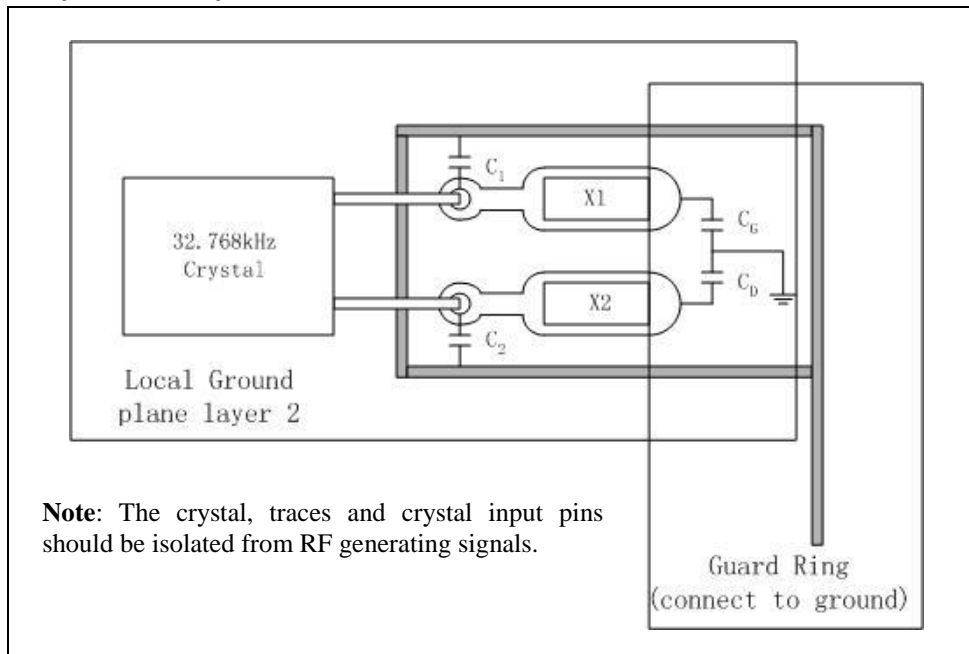 C1
X1
CG
32.768kHz
Crystal
CD
X2
C2
Local Ground
plane layer 2
Note: The crystal, traces and crystal input pins
should be isolated from RF generating signals.
Guard Ring
(connect to ground)